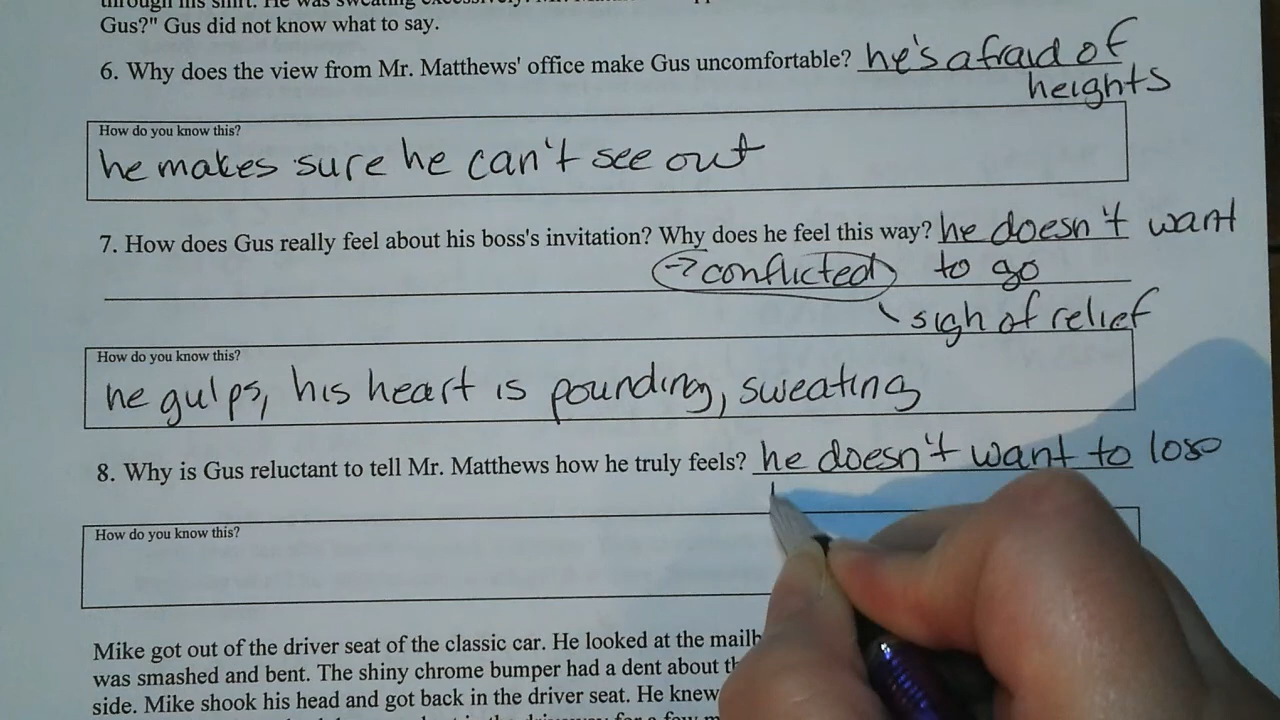 Gus?" Gus did not know what to say.
6. Why does the view from Mr. Matthews' office make Gus uncomfortable? he's afraid of
heights
How do you know this?
he makes sure he can't see out
7. How does Gus really feel about his boss's invitation? Why does he feel this way? he doesn't want
→ conflicted to go
sigh of relief
How do you know this?
he gulps, his heart is pounding, sweating
8. Why is Gus reluctant to tell Mr. Matthews how he truly feels? he doesn't want to lose
How do you know this?
Mike got out of the driver seat of the classic car. He looked at the
was smashed and bent. The shiny chrome bumper had a dent about
side. Mike shook his head and got back in the driver seat. He knew